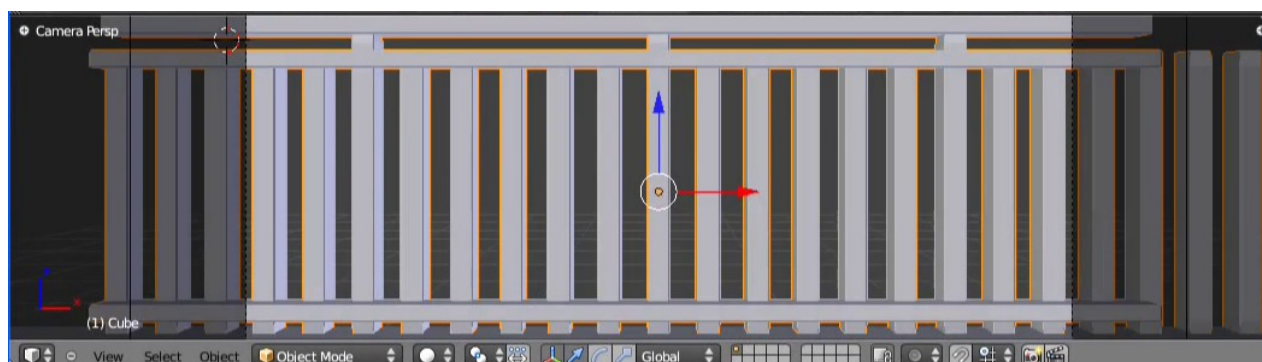 Camera Persp
z
x
(1) Cube
View Select Object Object Mode Global